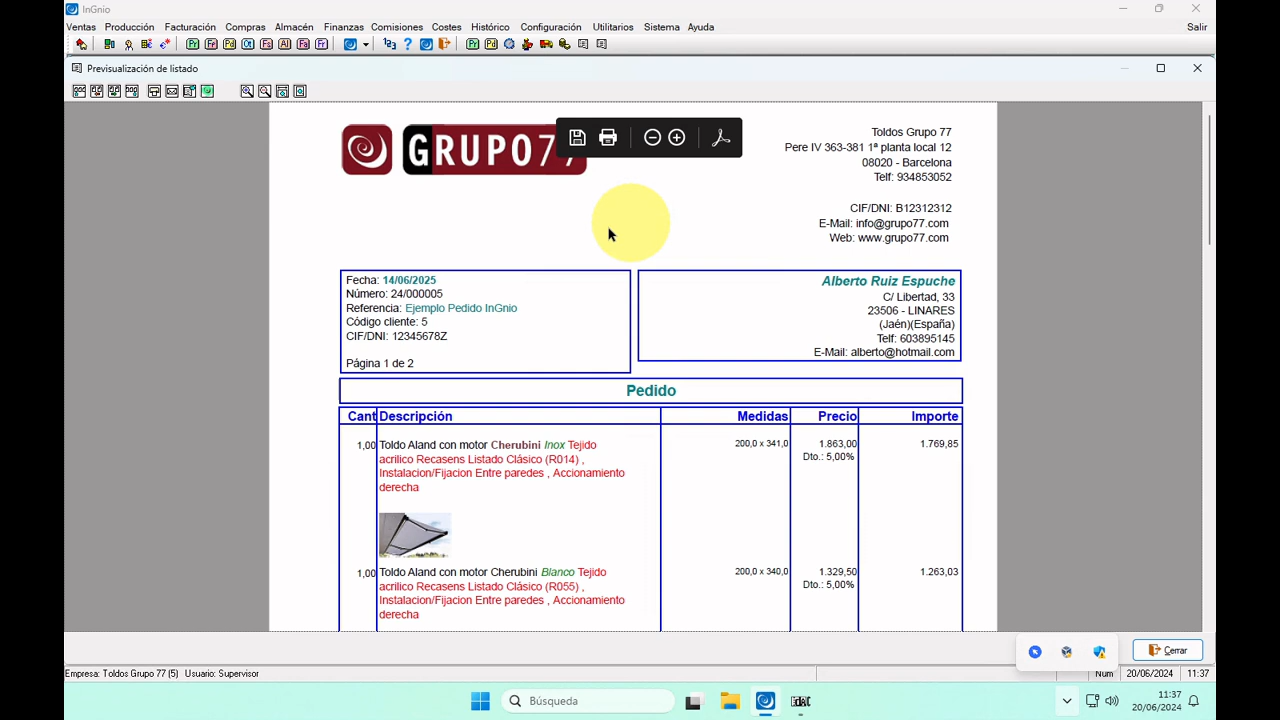 InGnio
Ventas Producción Facturación Compras Almacén Finanzas Comisiones Costes Histórico Configuración Utilitarios Sistema Ayuda Salir
Previsualización de listado
GRUPO77
Toldos Grupo 77
Pere IV 363-381 1ª planta local 12
08020 - Barcelona
Telf: 934853052
CIF/DNI: B12312312
E-Mail: info@grupo77.com
Web: www.grupo77.com
Fecha: 14/06/2025
Número: 24/000005
Referencia: Ejemplo Pedido InGnio
Código cliente: 5
CIF/DNI: 12345678Z
Página 1 de 2
Alberto Ruiz Espuche
C/ Libertad, 33
23506 - LINARES
(Jaén)(España)
Telf: 603895145
E-Mail: alberto@hotmail.com
Pedido
Cant Descripción Medidas Precio Importe
1,00 Toldo Aland con motor Cherubini Inox Tejido 200,0 x 341,0 1.863,00 1.769,85
acrilico Recasens Listado Clásico (R014) , Dto.: 5,00%
Instalacion/Fijacion Entre paredes , Accionamiento
derecha
1,00 Toldo Aland con motor Cherubini Blanco Tejido 200,0 x 340,0 1.329,50 1.263,03
acrilico Recasens Listado Clásico (R055) , Dto.: 5,00%
Instalacion/Fijacion Entre paredes , Accionamiento
derecha
Cerrar
Empresa: Toldos Grupo 77 (5) Usuario: Supervisor Num 20/06/2024 11:37
Búsqueda
11:37
20/06/2024